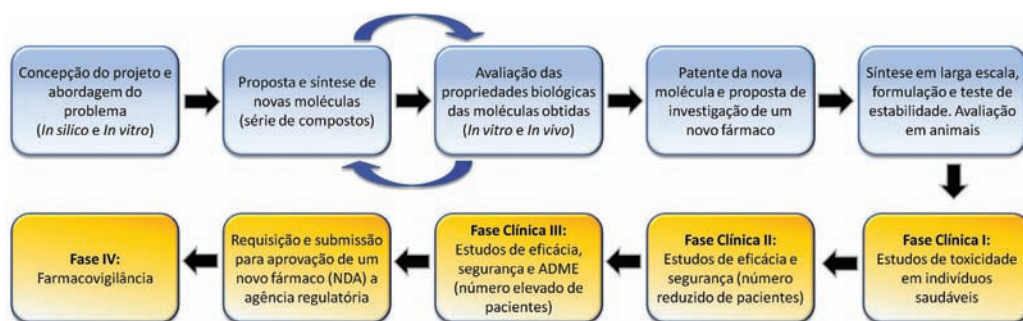 Concepção do projeto e
abordagem do
problema
(In silico e In vitro)
Proposta e síntese de
novas moléculas
(série de compostos)
Avaliação das
propriedades biológicas
das moléculas obtidas
(In vitro e In vivo)
Patente da nova
molécula e proposta de
investigação de um
novo fármaco
Síntese em larga escala,
formulação e teste de
estabilidade. Avaliação
em animais
Fase IV:
Farmacovigilância
Requisição e submissão
para aprovação de um
novo fármaco (NDA) a
agência regulatória
Fase Clínica III:
Estudos de eficácia,
segurança e ADME
(número elevado de
pacientes)
Fase Clínica II:
Estudos de eficácia e
segurança (número
reduzido de pacientes)
Fase Clínica I:
Estudos de toxicidade
em indivíduos
saudáveis